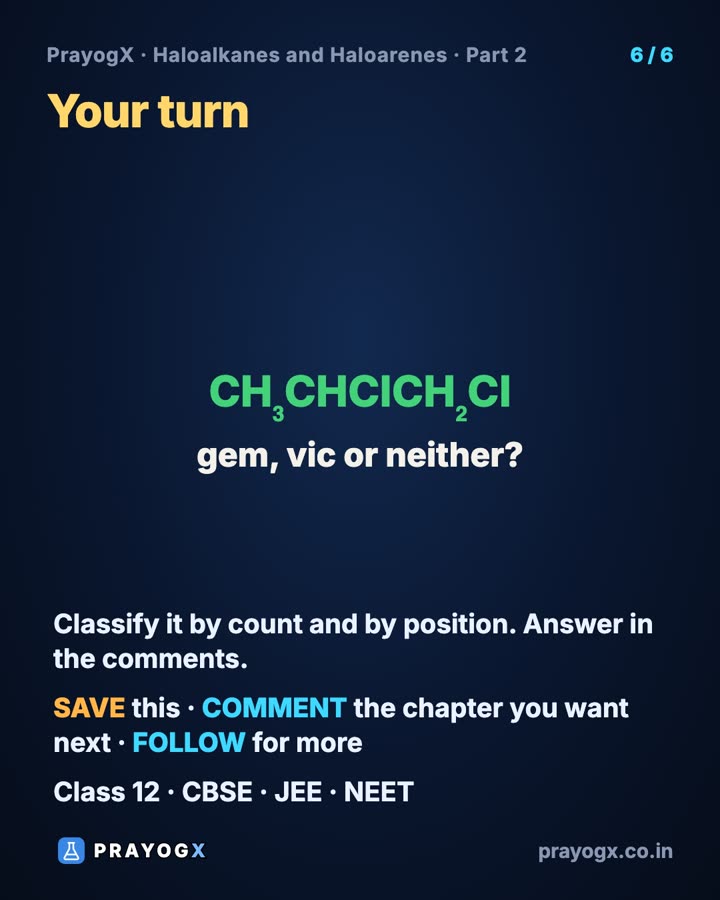 PrayogX · Haloalkanes and Haloarenes · Part 2
6 / 6
Your turn
CH₃CHClCH₂Cl
gem, vic or neither?
Classify it by count and by position. Answer in
the comments.
SAVE this · COMMENT the chapter you want
next · FOLLOW for more
Class 12 · CBSE · JEE · NEET
PRAYOGX
prayogx.co.in